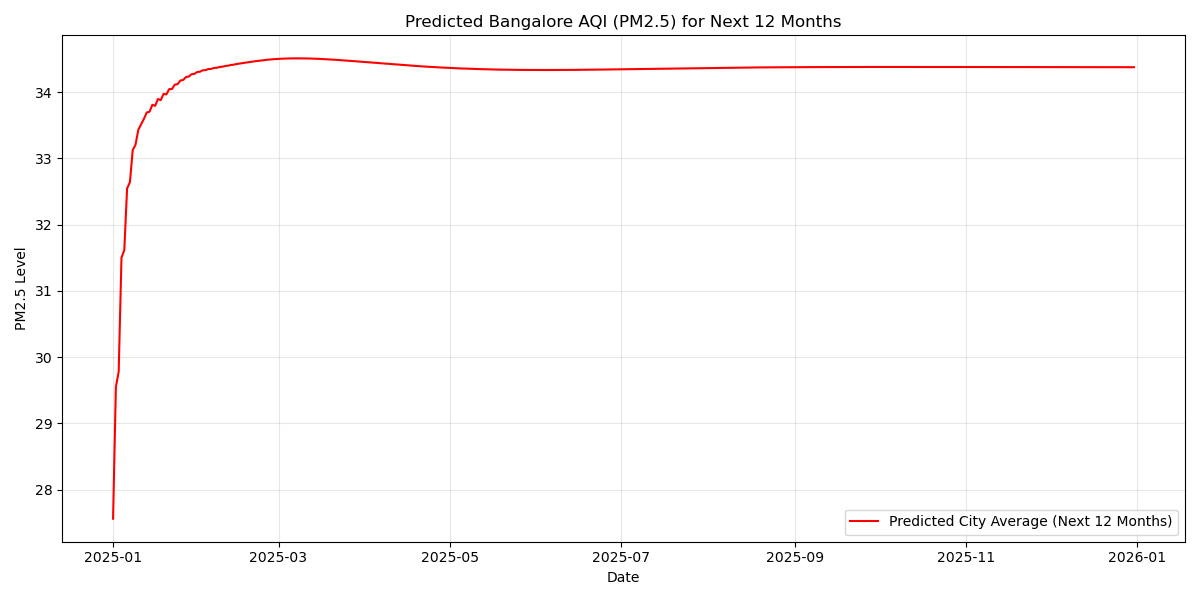 Predicted Bangalore AQI (PM2.5) for Next 12 Months
PM2.5 Level
34
33
32
31
30
29
28
Predicted City Average (Next 12 Months)
2025-01 2025-03 2025-05 2025-07 2025-09 2025-11 2026-01
Date